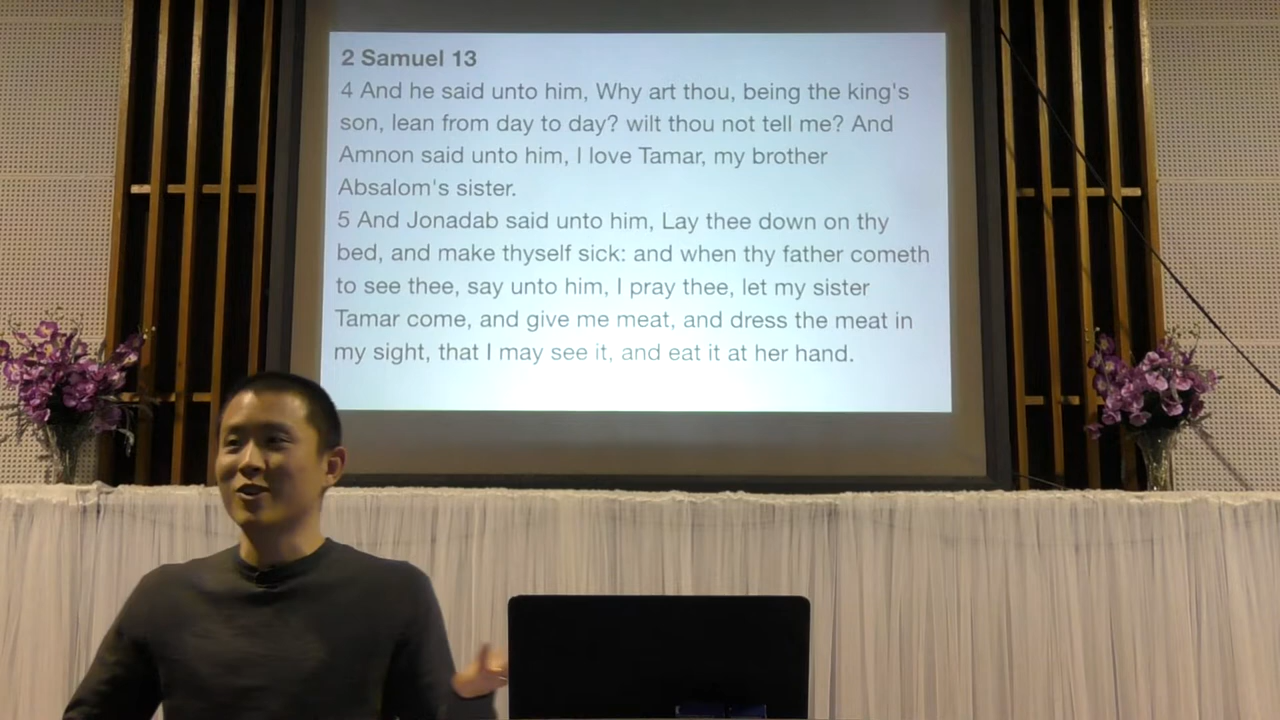 2 Samuel 13
4 And he said unto him, Why art thou, being the king's
son, lean from day to day? wilt thou not tell me? And
Amnon said unto him, I love Tamar, my brother
Absalom's sister.
5 And Jonadab said unto him, Lay thee down on thy
bed, and make thyself sick: and when thy father cometh
to see thee, say unto him, I pray thee, let my sister
Tamar come, and give me meat, and dress the meat in
my sight, that I may see it, and eat it at her hand.